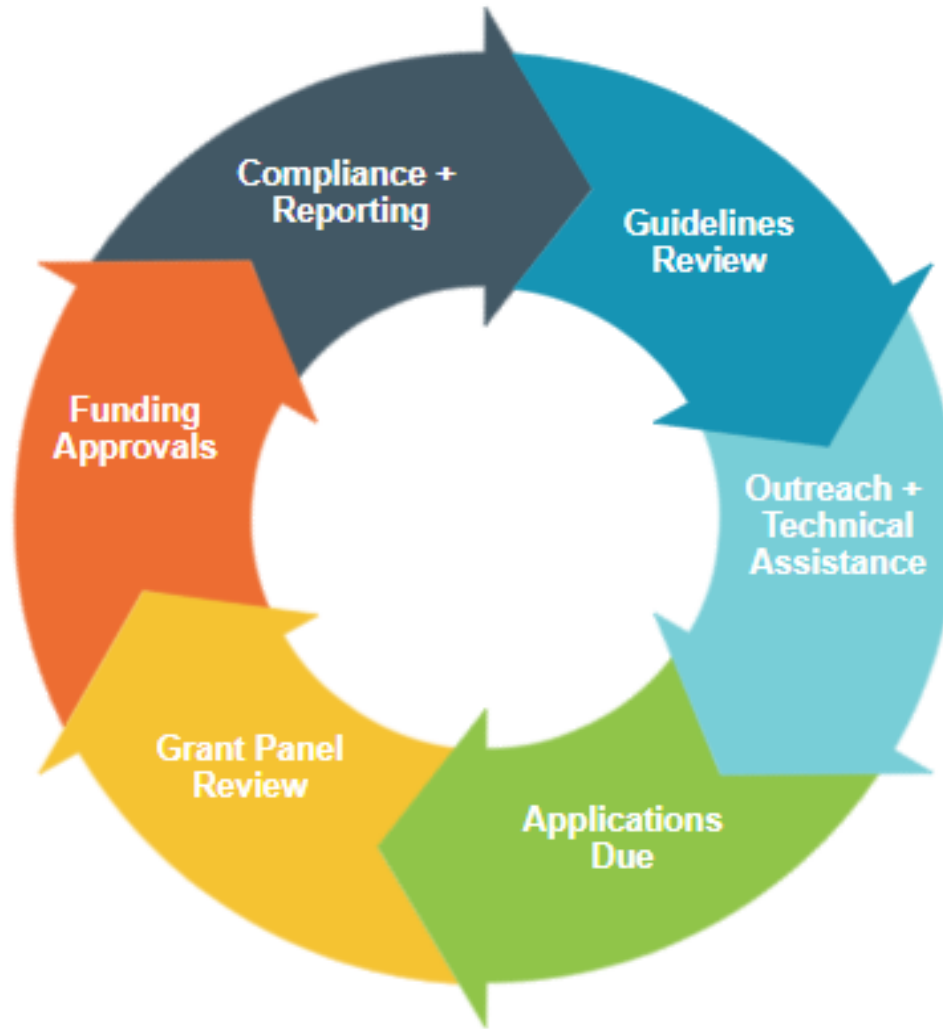 Compliance +
Reporting
Guidelines
Review
Outreach +
Technical
Assistance
Applications
Due
Grant Panel
Review
Funding
Approvals